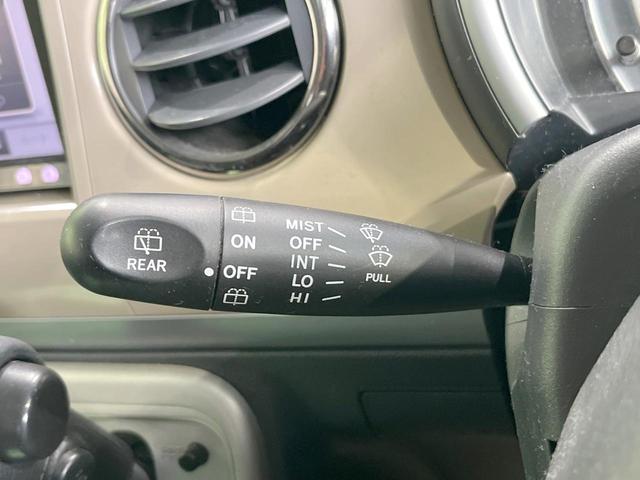 REAR
ON
OFF
MIST
OFF
INT
LO
HI
PULL